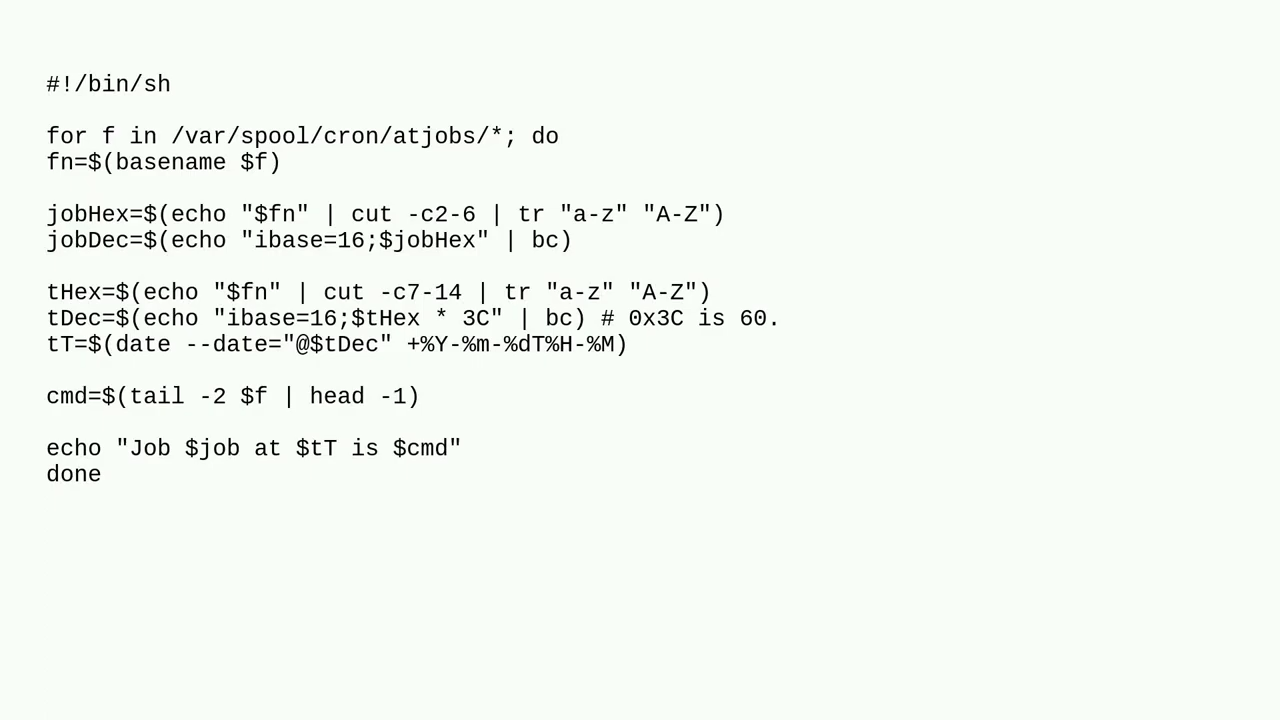 #!/bin/sh
for f in /var/spool/cron/atjobs/*; do
fn=$(basename $f)
jobHex=$(echo "$fn" | cut -c2-6 | tr "a-z" "A-Z")
jobDec=$(echo "ibase=16;$jobHex" | bc)
tHex=$(echo "$fn" | cut -c7-14 | tr "a-z" "A-Z")
tDec=$(echo "ibase=16;$tHex * 3C" | bc) # 0x3C is 60.
tT=$(date --date="@$tDec" +%Y-%m-%dT%H-%M)
cmd=$(tail -2 $f | head -1)
echo "Job $job at $tT is $cmd"
done